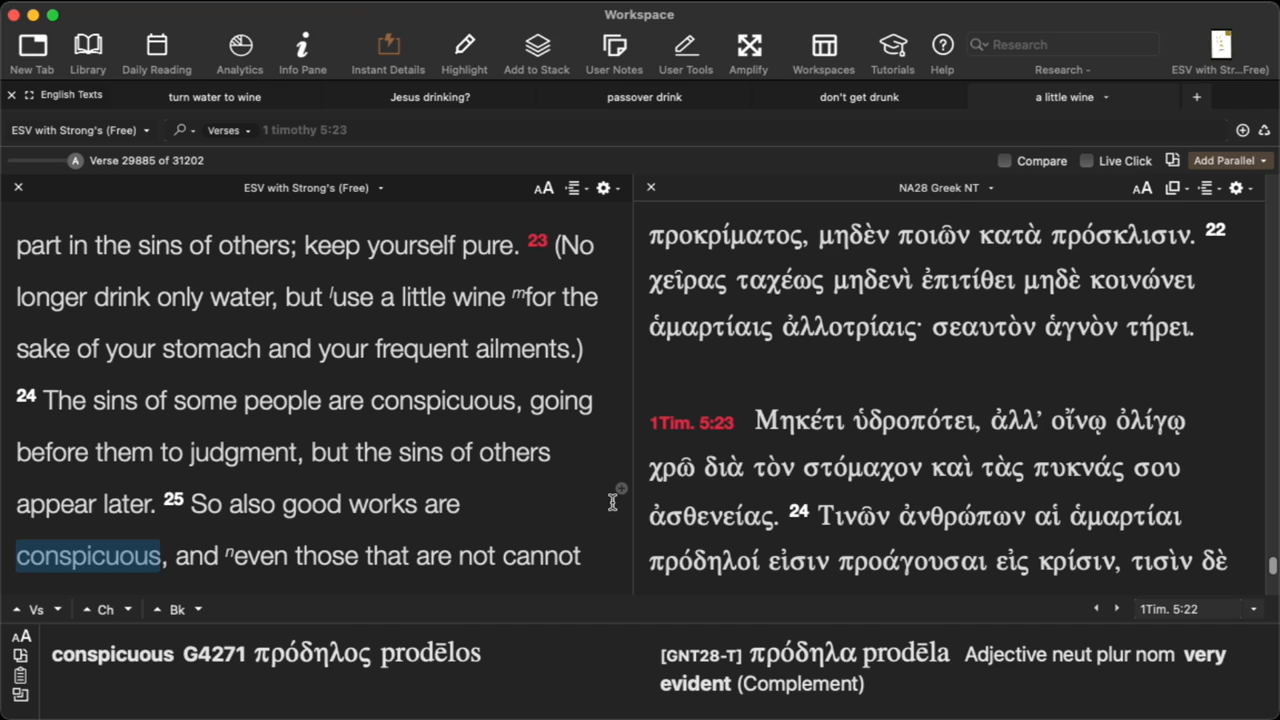 Workspace
New Tab Library Daily Reading Analytics Info Pane Instant Details Highlight Add to Stack User Notes User Tools Amplify Workspaces Tutorials Help Research Research ESV with Str...Free)
English Texts turn water to wine Jesus drinking? passover drink don't get drunk a little wine +
ESV with Strong's (Free) Verses 1 timothy 5:23
A Verse 29885 of 31202 Compare Live Click Add Parallel
ESV with Strong's (Free) AA
part in the sins of others; keep yourself pure. 23 (No
longer drink only water, but luse a little wine mfor the
sake of your stomach and your frequent ailments.)
24 The sins of some people are conspicuous, going
before them to judgment, but the sins of others
appear later. 25 So also good works are
conspicuous, and neven those that are not cannot
NA28 Greek NT AA
προκρίματος, μηδὲν ποιῶν κατὰ πρόσκλισιν. 22
χεῖρας ταχέως μηδενὶ ἐπιτίθει μηδὲ κοινώνει
ἁμαρτίαις ἀλλοτρίαις· σεαυτὸν ἁγνὸν τήρει.
1Tim. 5:23 Μηκέτι ὑδροπότει, ἀλλ’ οἴνῳ ὀλίγῳ
χρῶ διὰ τὸν στόμαχον καὶ τὰς πυκνάς σου
ἀσθενείας. 24 Τινῶν ἀνθρώπων αἱ ἁμαρτίαι
πρόδηλοί εἰσιν προάγουσαι εἰς κρίσιν, τισὶν δὲ
Vs Ch Bk 1Tim. 5:22
AA
conspicuous G4271 πρόδηλος prodēlos
[GNT28-T] πρόδηλα prodēla Adjective neut plur nom very
evident (Complement)